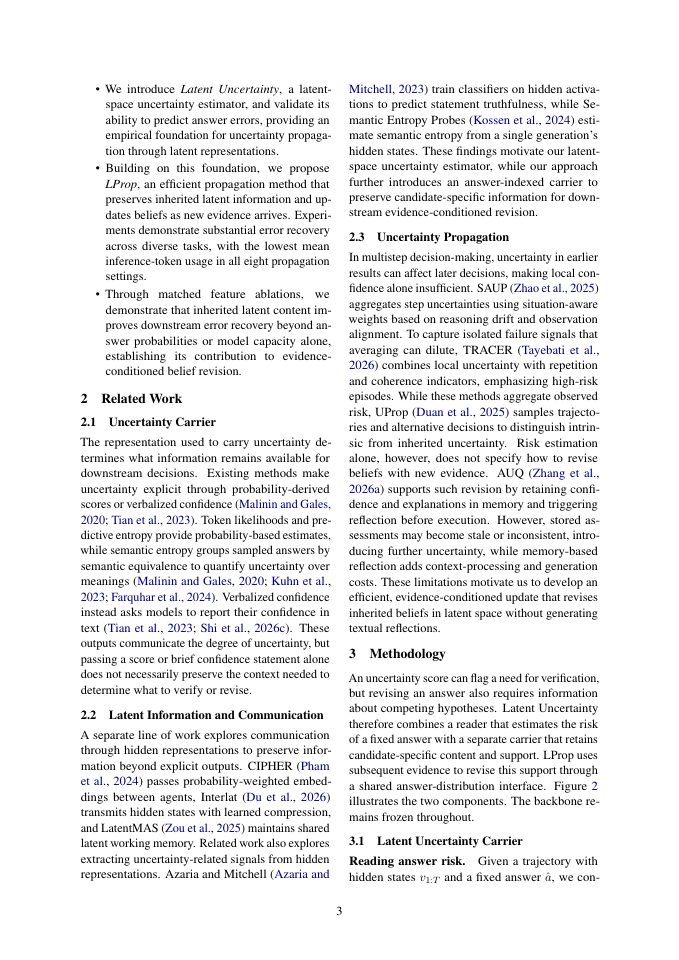 • We introduce Latent Uncertainty, a latent-
space uncertainty estimator, and validate its
ability to predict answer errors, providing an
empirical foundation for uncertainty propaga-
tion through latent representations.
• Building on this foundation, we propose
LProp, an efficient propagation method that
preserves inherited latent information and up-
dates beliefs as new evidence arrives. Experi-
ments demonstrate substantial error recovery
across diverse tasks, with the lowest mean
inference-token usage in all eight propagation
settings.
• Through matched feature ablations, we
demonstrate that inherited latent content im-
proves downstream error recovery beyond an-
swer probabilities or model capacity alone,
establishing its contribution to evidence-
conditioned belief revision.
2 Related Work
2.1 Uncertainty Carrier
The representation used to carry uncertainty de-
termines what information remains available for
downstream decisions. Existing methods make
uncertainty explicit through probability-derived
scores or verbalized confidence (Malinin and Gales,
2020; Tian et al., 2023). Token likelihoods and pre-
dictive entropy provide probability-based estimates,
while semantic entropy groups sampled answers by
semantic equivalence to quantify uncertainty over
meanings (Malinin and Gales, 2020; Kuhn et al.,
2023; Farquhar et al., 2024). Verbalized confidence
instead asks models to report their confidence in
text (Tian et al., 2023; Shi et al., 2026c). These
outputs communicate the degree of uncertainty, but
passing a score or brief confidence statement alone
does not necessarily preserve the context needed to
determine what to verify or revise.
2.2 Latent Information and Communication
A separate line of work explores communication
through hidden representations to preserve infor-
mation beyond explicit outputs. CIPHER (Pham
et al., 2024) passes probability-weighted embed-
dings between agents, Interlat (Du et al., 2026)
transmits hidden states with learned compression,
and LatentMAS (Zou et al., 2025) maintains shared
latent working memory. Related work also explores
extracting uncertainty-related signals from hidden
representations. Azaria and Mitchell (Azaria and
Mitchell, 2023) train classifiers on hidden activa-
tions to predict statement truthfulness, while Se-
mantic Entropy Probes (Kossen et al., 2024) esti-
mate semantic entropy from a single generation's
hidden states. These findings motivate our latent-
space uncertainty estimator, while our approach
further introduces an answer-indexed carrier to
preserve candidate-specific information for down-
stream evidence-conditioned revision.
2.3 Uncertainty Propagation
In multistep decision-making, uncertainty in earlier
results can affect later decisions, making local con-
fidence alone insufficient. SAUP (Zhao et al., 2025)
aggregates step uncertainties using situation-aware
weights based on reasoning drift and observation
alignment. To capture isolated failure signals that
averaging can dilute, TRACER (Tayebati et al.,
2026) combines local uncertainty with repetition
and coherence indicators, emphasizing high-risk
episodes. While these methods aggregate observed
risk, UProp (Duan et al., 2025) samples trajecto-
ries and alternative decisions to distinguish intrin-
sic from inherited uncertainty. Risk estimation
alone, however, does not specify how to revise
beliefs with new evidence. AUQ (Zhang et al.,
2026a) supports such revision by retaining confi-
dence and explanations in memory and triggering
reflection before execution. However, stored as-
sessments may become stale or inconsistent, intro-
ducing further uncertainty, while memory-based
reflection adds context-processing and generation
costs. These limitations motivate us to develop an
efficient, evidence-conditioned update that revises
inherited beliefs in latent space without generating
textual reflections.
3 Methodology
An uncertainty score can flag a need for verification,
but revising an answer also requires information
about competing hypotheses. Latent Uncertainty
therefore combines a reader that estimates the risk
of a fixed answer with a separate carrier that retains
candidate-specific content and support. LProp uses
subsequent evidence to revise this support through
a shared answer-distribution interface. Figure 2
illustrates the two components. The backbone re-
mains frozen throughout.
3.1 Latent Uncertainty Carrier
Reading answer risk. Given a trajectory with
hidden states v1:T and a fixed answer â, we con-
3